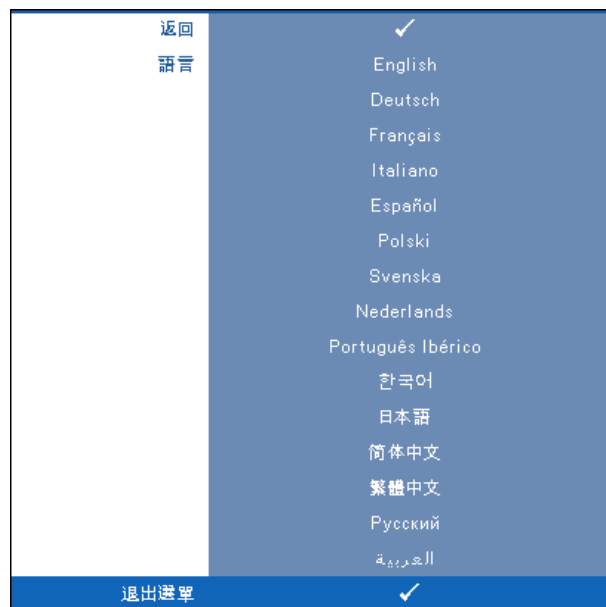 返回 ✓
語言 English
Deutsch
Français
Italiano
Español
Polski
Svenska
Nederlands
Português Ibérico
한국어
日本語
简体中文
繁體中文
Русский
العربية
退出選單 ✓